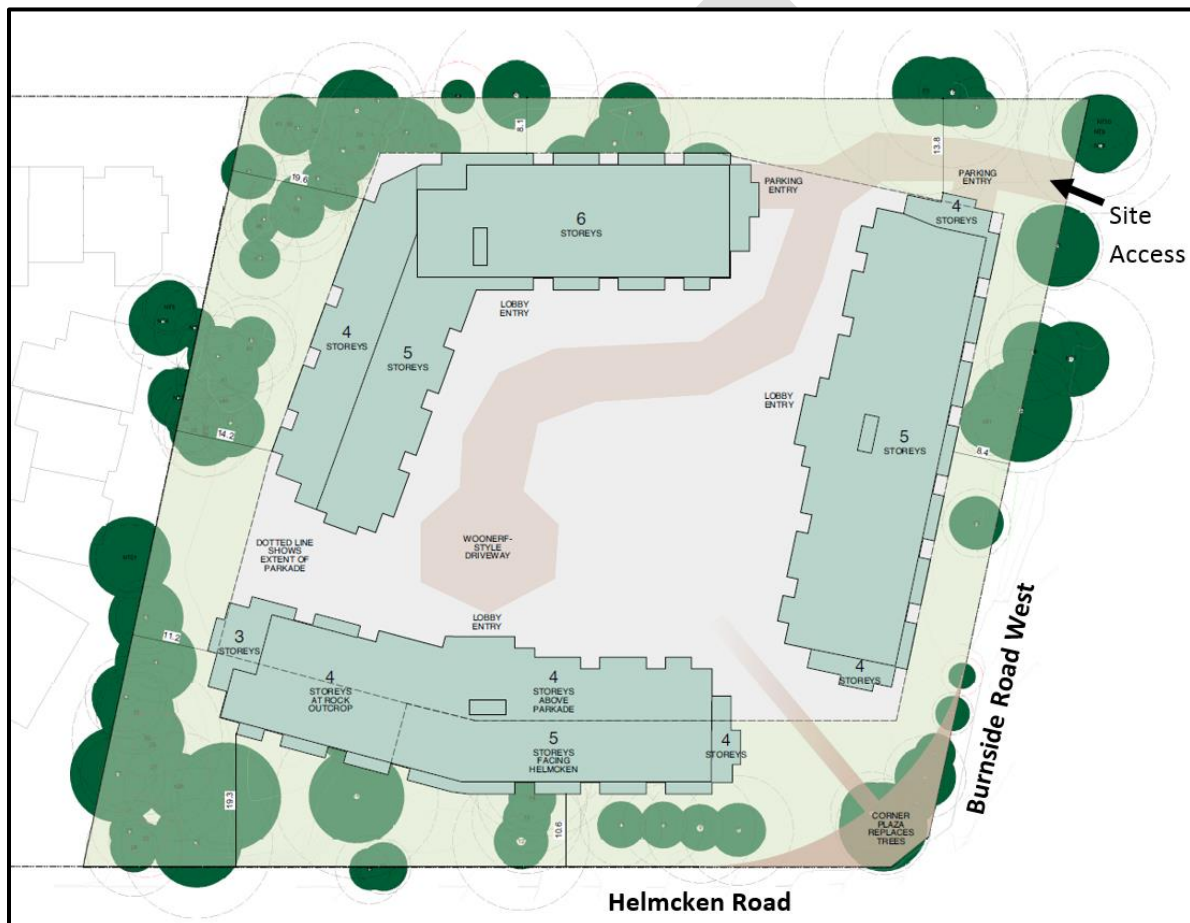 8.1
13.8
19.6
PARKING
ENTRY
PARKING
ENTRY
4
STOREYS
Site
Access
6
STOREYS
LOBBY
ENTRY
4
STOREYS
5
STOREYS
LOBBY
ENTRY
14.2
5
STOREYS
8.4
WOONERF-
STYLE
DRIVEWAY
DOTTED LINE
SHOWS
EXTENT OF
PARKADE
LOBBY
ENTRY
11.2
3
STOREYS
4
STOREYS
AT ROCK
OUTCROP
4
STOREYS
ABOVE
PARKADE
4
STOREYS
5
STOREYS
FACING
HELMCKEN
4
STOREYS
19.3
10.6
CORNER
PLAZA
REPLACES
TREES
Burnside Road West
Helmcken Road